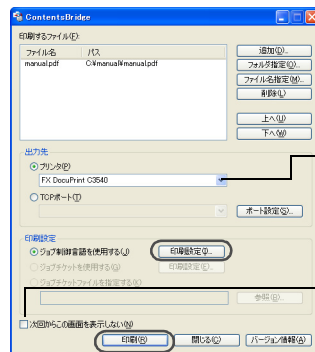 ContentsBridge
印刷するファイル(F):
ファイル名 パス
manual.pdf C:¥manual¥manual.pdf
追加(D)...
フォルダ指定(O)...
ファイル名指定(M)...
削除(L)
上へ(U)
下へ(W)
出力先
プリンタ(P)
FX DocuPrint C3540
TCPポート(T)
ポート設定(S)...
印刷設定
ジョブ制御言語を使用する(J)
印刷設定(I)...
ジョブチケットを使用する(G)
印刷設定(E)...
ジョブチケットファイルを指定する(K)
参照(B)...
次回からこの画面を表示しない(N)
印刷(R) 閉じる(C) バージョン情報(A)